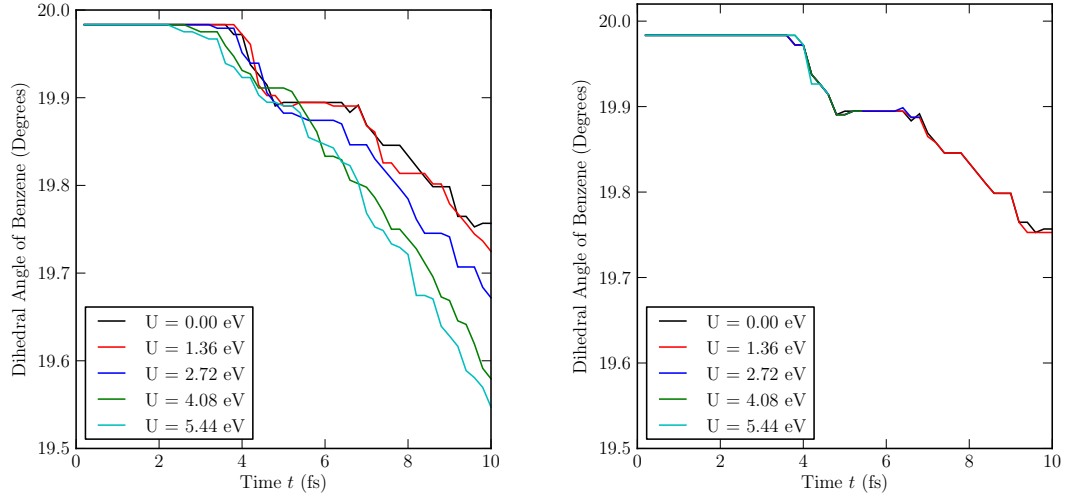 20.0
19.9
19.8
19.7
19.6
19.5
Dihedral Angle of Benzene (Degrees)
U = 0.00 eV
U = 1.36 eV
U = 2.72 eV
U = 4.08 eV
U = 5.44 eV
0 2 4 6 8 10
Time t (fs)
20.0
19.9
19.8
19.7
19.6
19.5
Dihedral Angle of Benzene (Degrees)
U = 0.00 eV
U = 1.36 eV
U = 2.72 eV
U = 4.08 eV
U = 5.44 eV
0 2 4 6 8 10
Time t (fs)